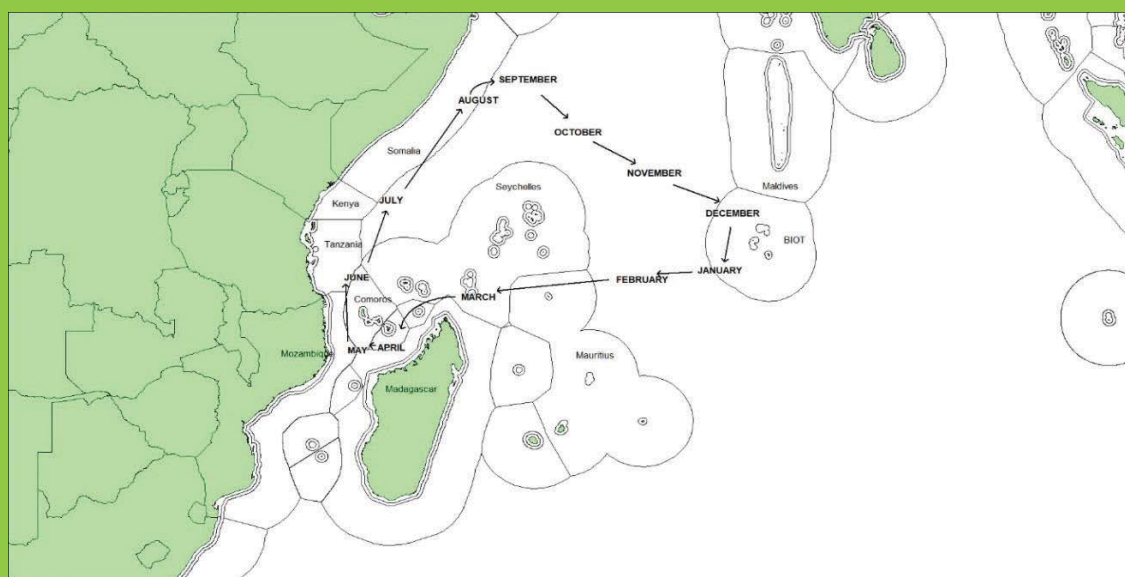 SEPTEMBER
AUGUST
OCTOBER
Somalia
NOVEMBER
Seychelles
Maldives
Kenya
JULY
DECEMBER
Tanzania
BIOT
JUNE
JANUARY
FEBRUARY
Comoros
MARCH
Mozambique
MAY
APRIL
Mauritius
Madagascar